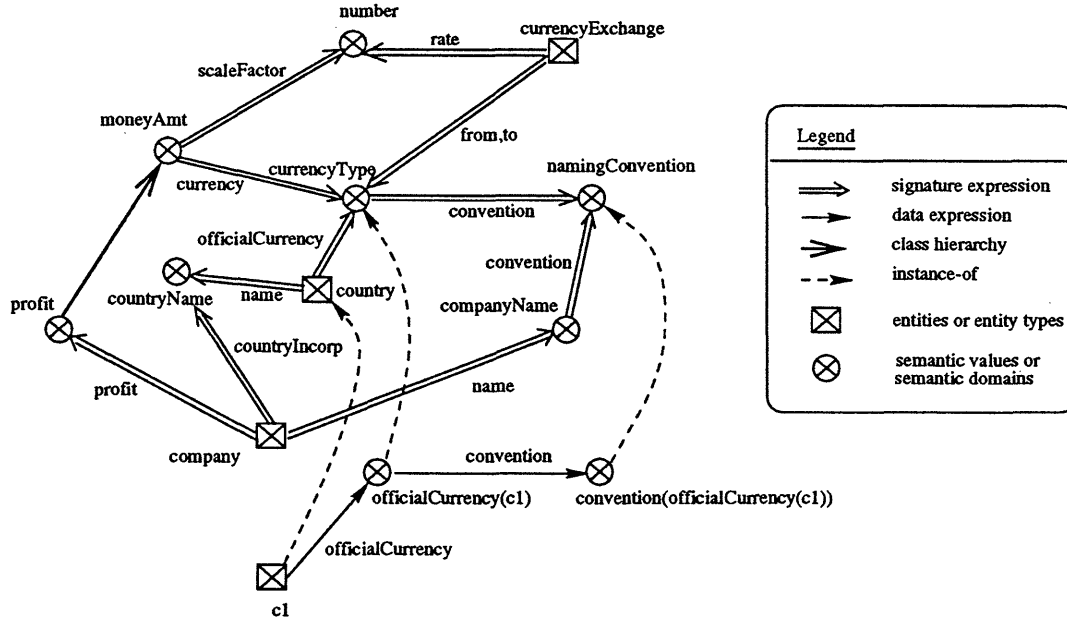 number
currencyExchange
rate
scaleFactor
moneyAmt
from,to
currencyType
namingConvention
currency
convention
officialCurrency
convention
name
country
companyName
countryName
profit
countryIncorp
profit
name
company
convention
officialCurrency(c1)
convention(officialCurrency(c1))
officialCurrency
c1
Legend
signature expression
data expression
class hierarchy
instance-of
entities or entity types
semantic values or
semantic domains